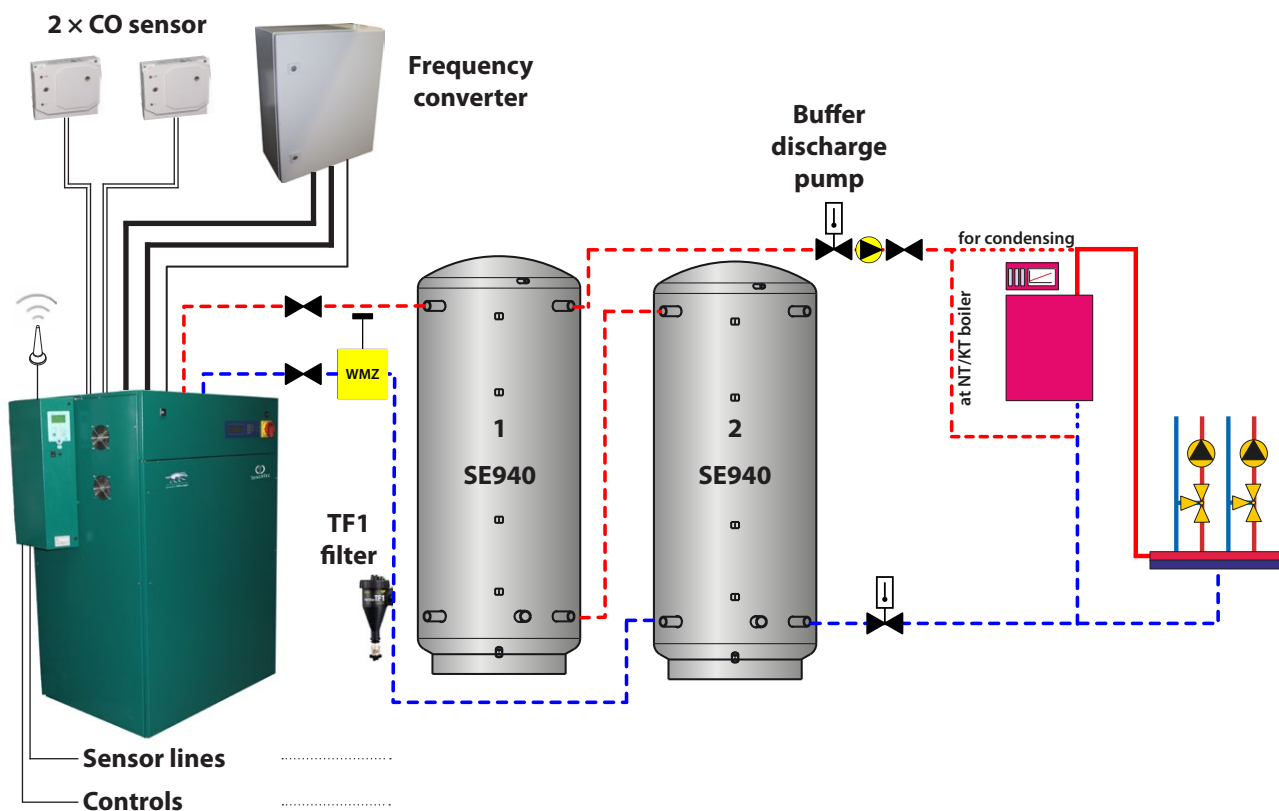 2 × CO sensor
Frequency
converter
Buffer
discharge
pump
for condensing
at NT/KT boiler
WMZ
1
SE940
2
SE940
TF1
filter
TF1
Sensor lines
Controls